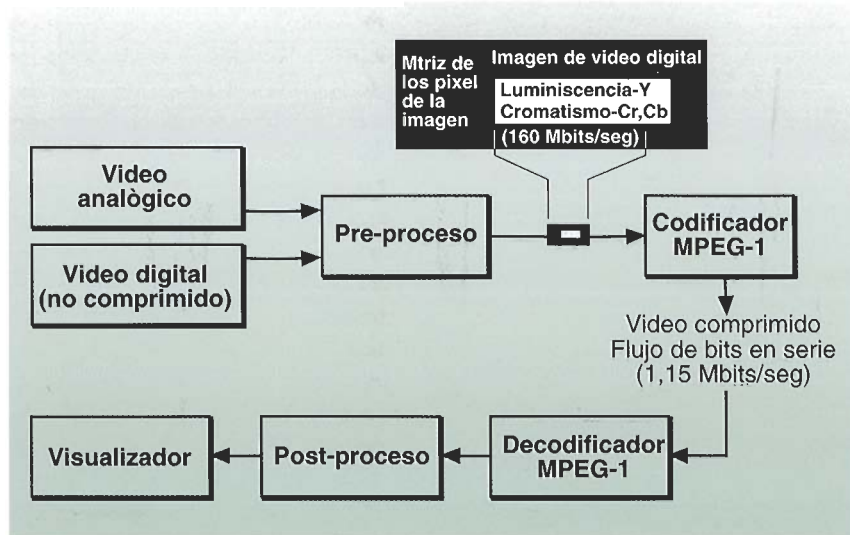 Mtriz de
los pixel
de la
imagen
Imagen de video digital
Luminiscencia-Y
Cromatismo-Cr,Cb
(160 Mbits/seg)
Video
analògico
Video digital
(no comprimido)
Pre-proceso
Codificador
MPEG-1
Video comprimido
Flujo de bits en serie
(1,15 Mbits/seg)
Decodificador
MPEG-1
Post-proceso
Visualizador